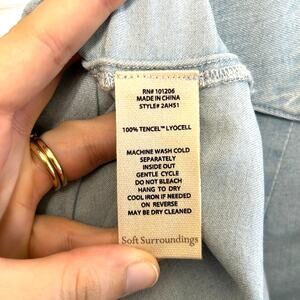 RN# 101206
MADE IN CHINA
STYLE# 2AH51
100% TENCEL™ LYOCELL
MACHINE WASH COLD
SEPARATELY
INSIDE OUT
GENTLE CYCLE
DO NOT BLEACH
HANG TO DRY
COOL IRON IF NEEDED
ON REVERSE
MAY BE DRY CLEANED
Soft Surroundings